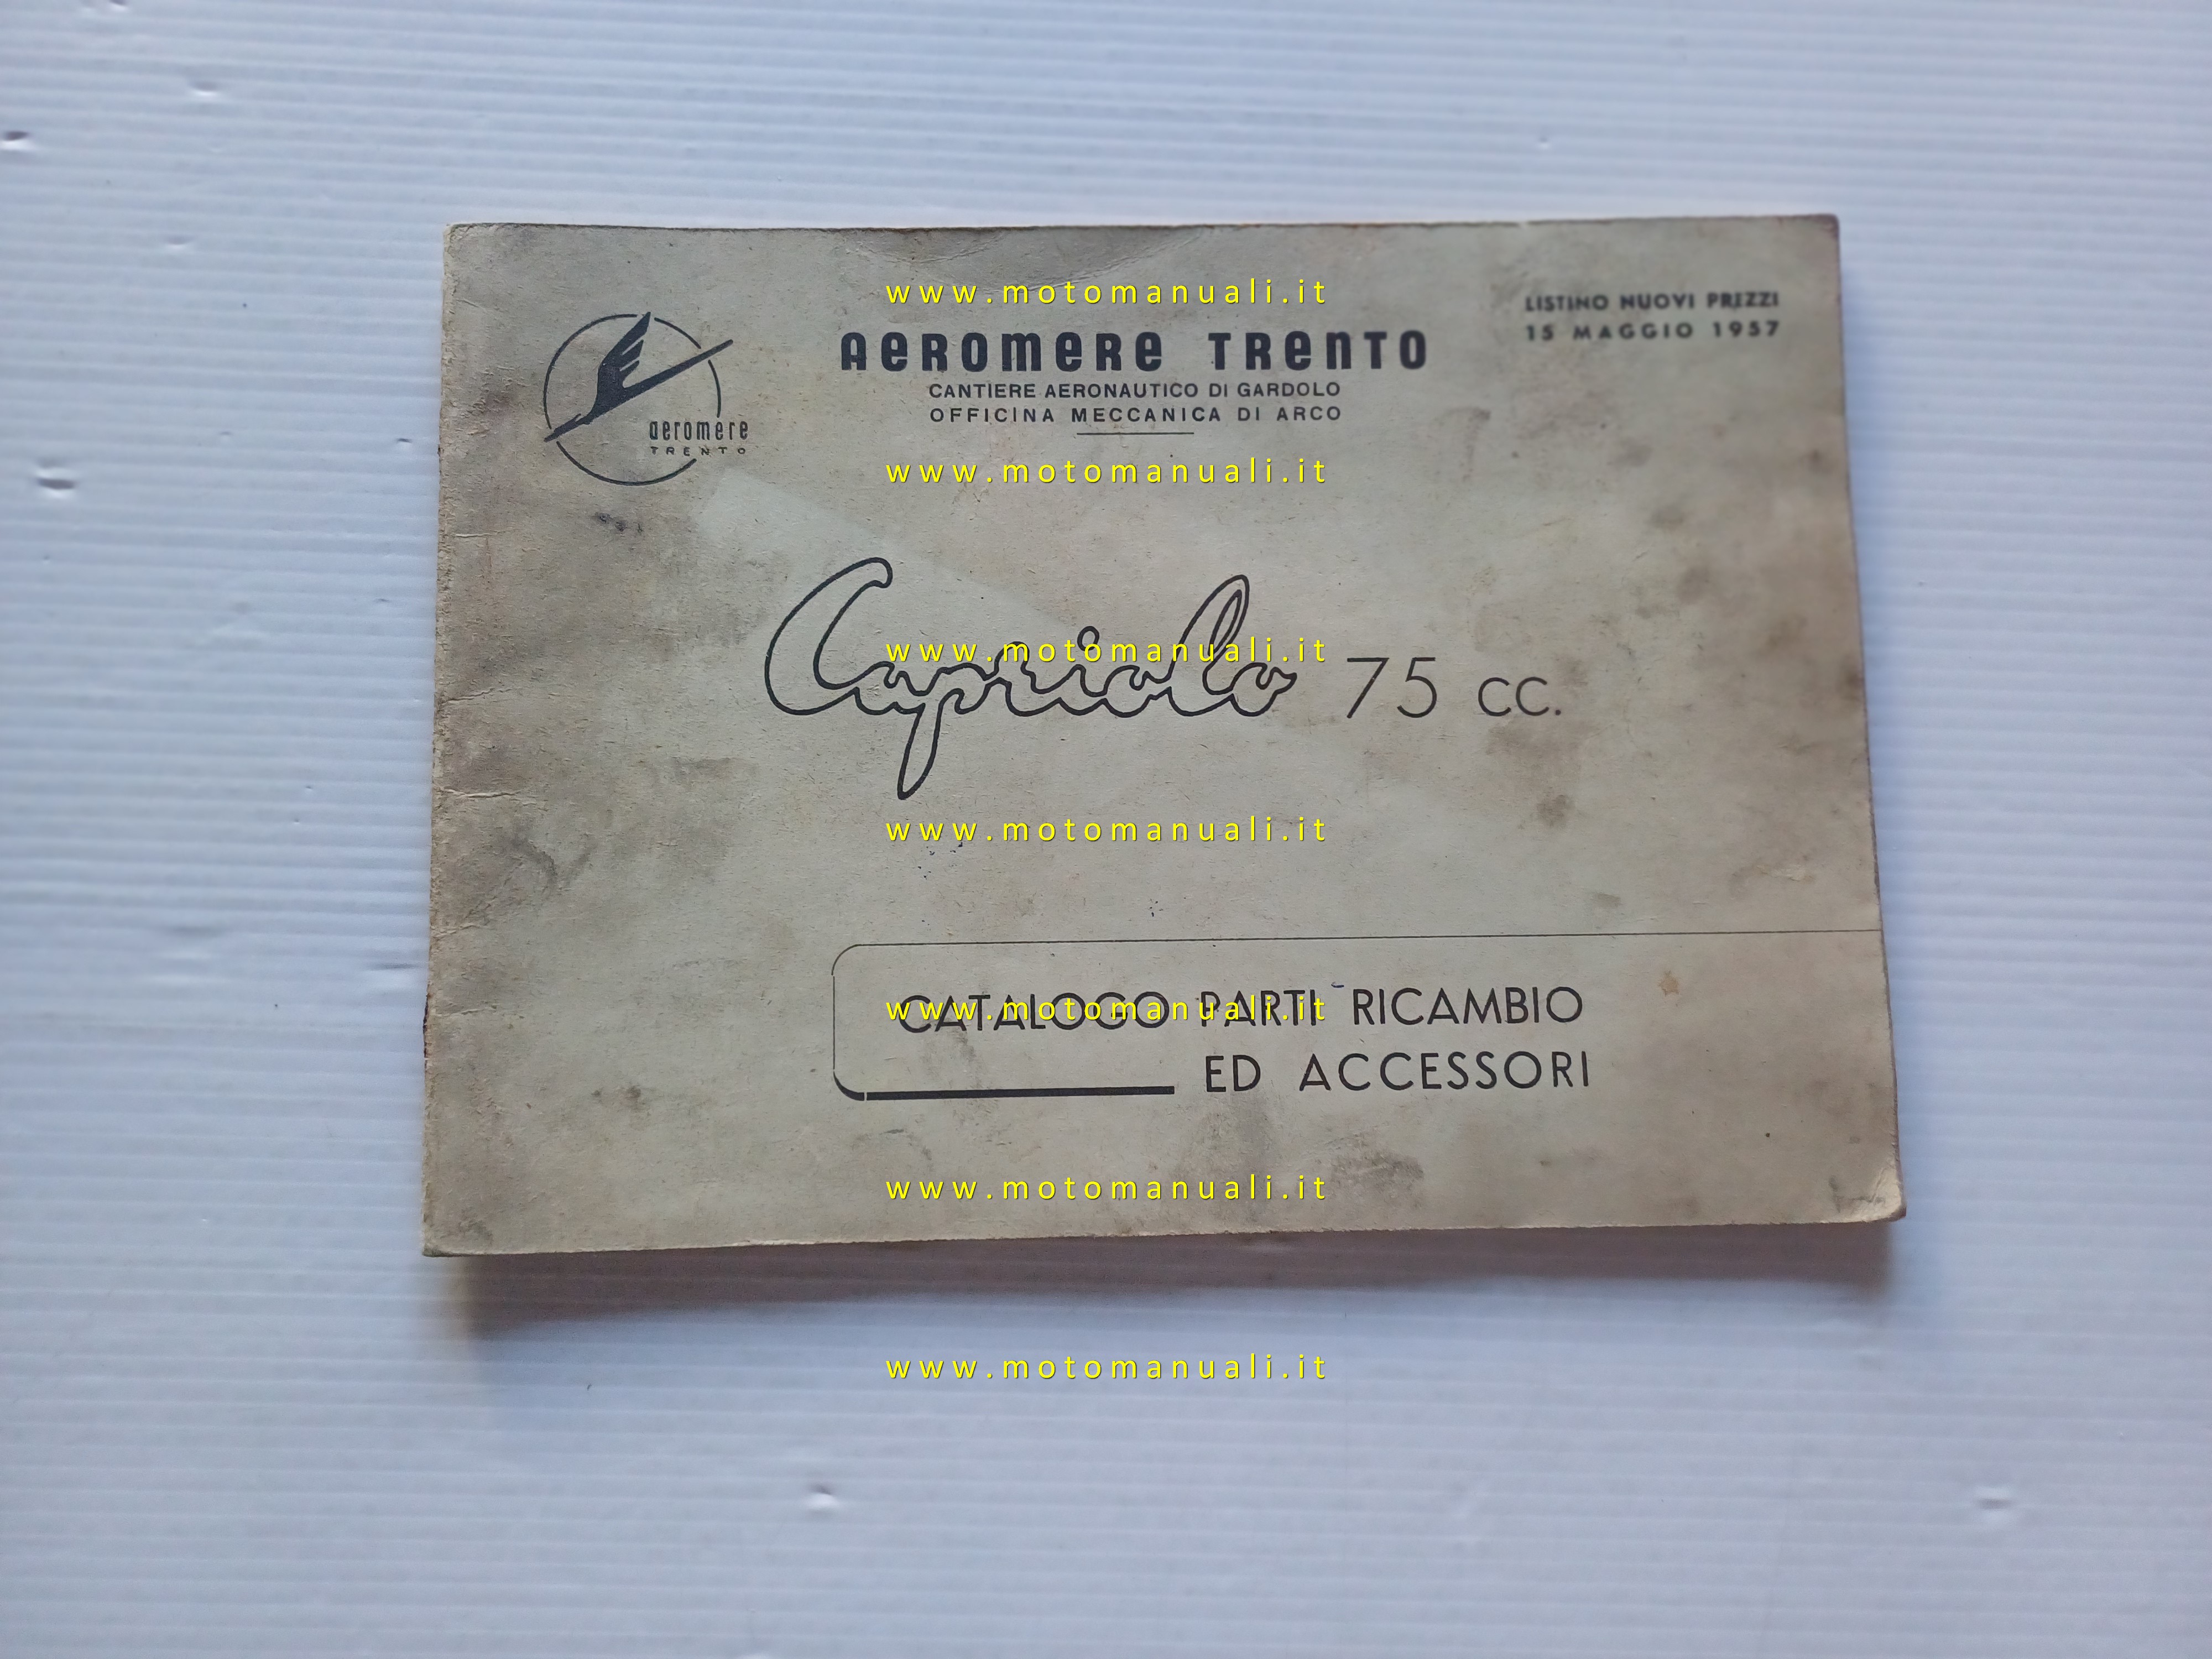 www.motomanuali.it
LISTINO NUOVI PREZZI
15 MAGGIO 1957
AEROMERE TRENTO
CANTIERE AERONAUTICO DI GARDOLO
OFFICINA MECCANICA DI ARCO
aeromere
TRENTO
www.motomanuali.it
Capriolo 75 cc.
www.motomanuali.it
www.motomanuali.it
CATALOGO PARTI RICAMBIO
www.motomanuali.it
ED ACCESSORI
www.motomanuali.it
www.motomanuali.it